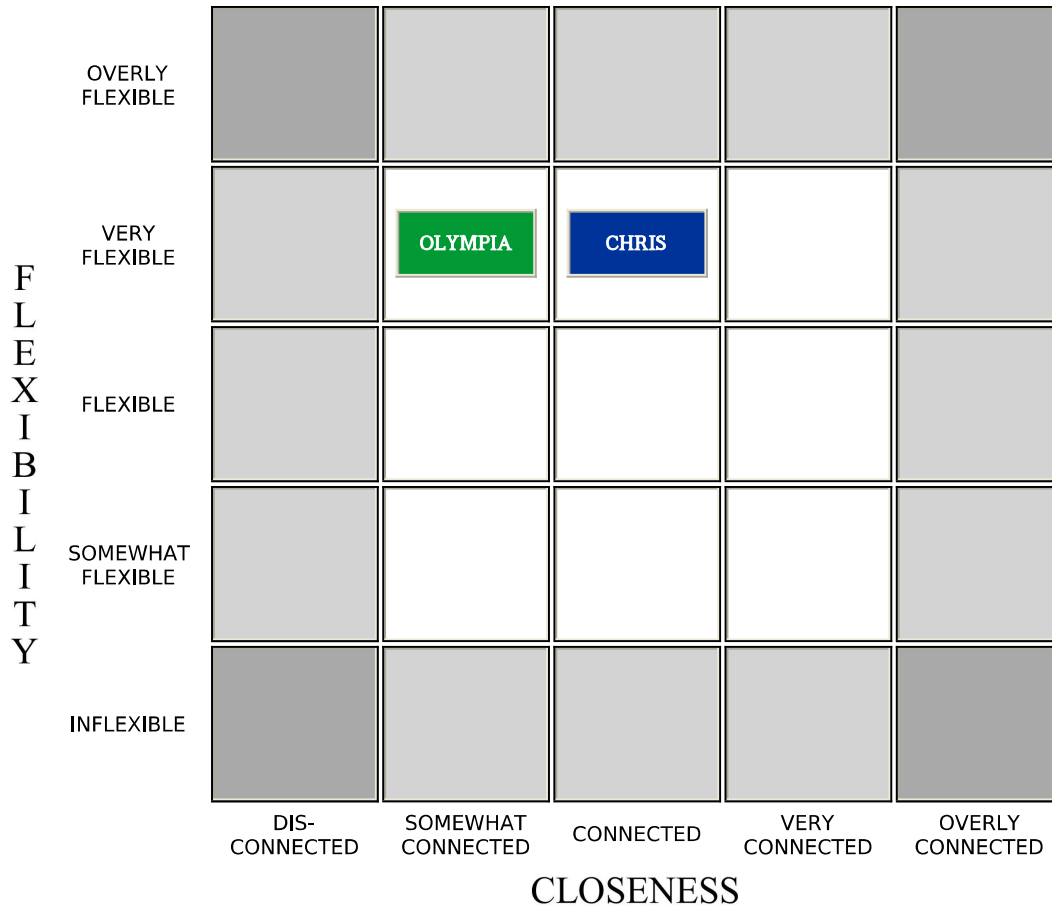 OVERLY
FLEXIBLE
VERY
FLEXIBLE
OLYMPIA
CHRIS
FLEXIBLE
SOMEWHAT
FLEXIBLE
INFLEXIBLE
FLEXIBILITY
DIS-
CONNECTED
SOMEWHAT
CONNECTED
CONNECTED
VERY
CONNECTED
OVERLY
CONNECTED
CLOSENESS